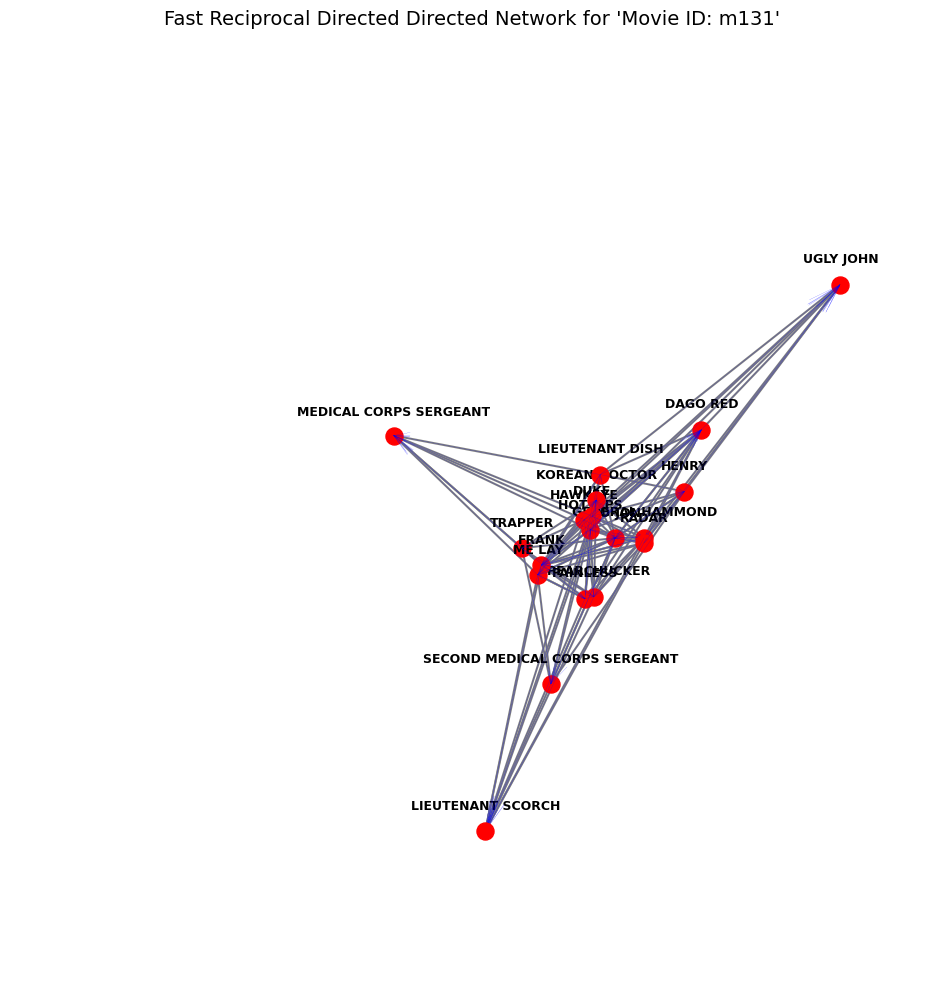 Fast Reciprocal Directed Directed Network for 'Movie ID: m131'
UGLY JOHN
DAGO RED
MEDICAL CORPS SERGEANT
LIEUTENANT DISH
HENRY
KOREAN DOCTOR
DUKE
HAWKEYE
HOT LIPS
HAMMOND
RADAR
TRAPPER
FRANK
ME LAY
PAINLESS
SECOND MEDICAL CORPS SERGEANT
LIEUTENANT SCORCH